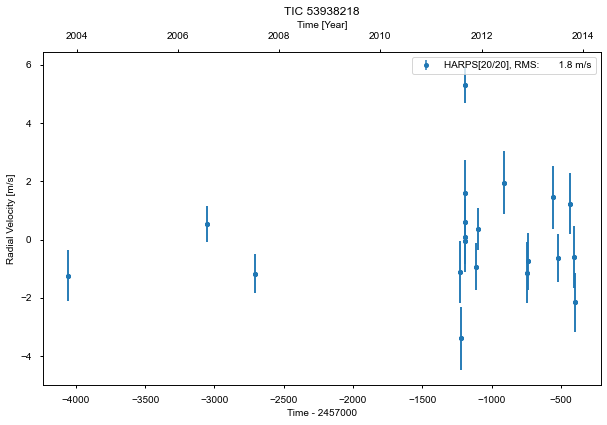 TIC 53938218
Time [Year]
2004 2006 2008 2010 2012 2014
HARPS[20/20], RMS: 1.8 m/s
Radial Velocity [m/s]
6
4
2
0
−2
−4
−4000 −3500 −3000 −2500 −2000 −1500 −1000 −500
Time - 2457000